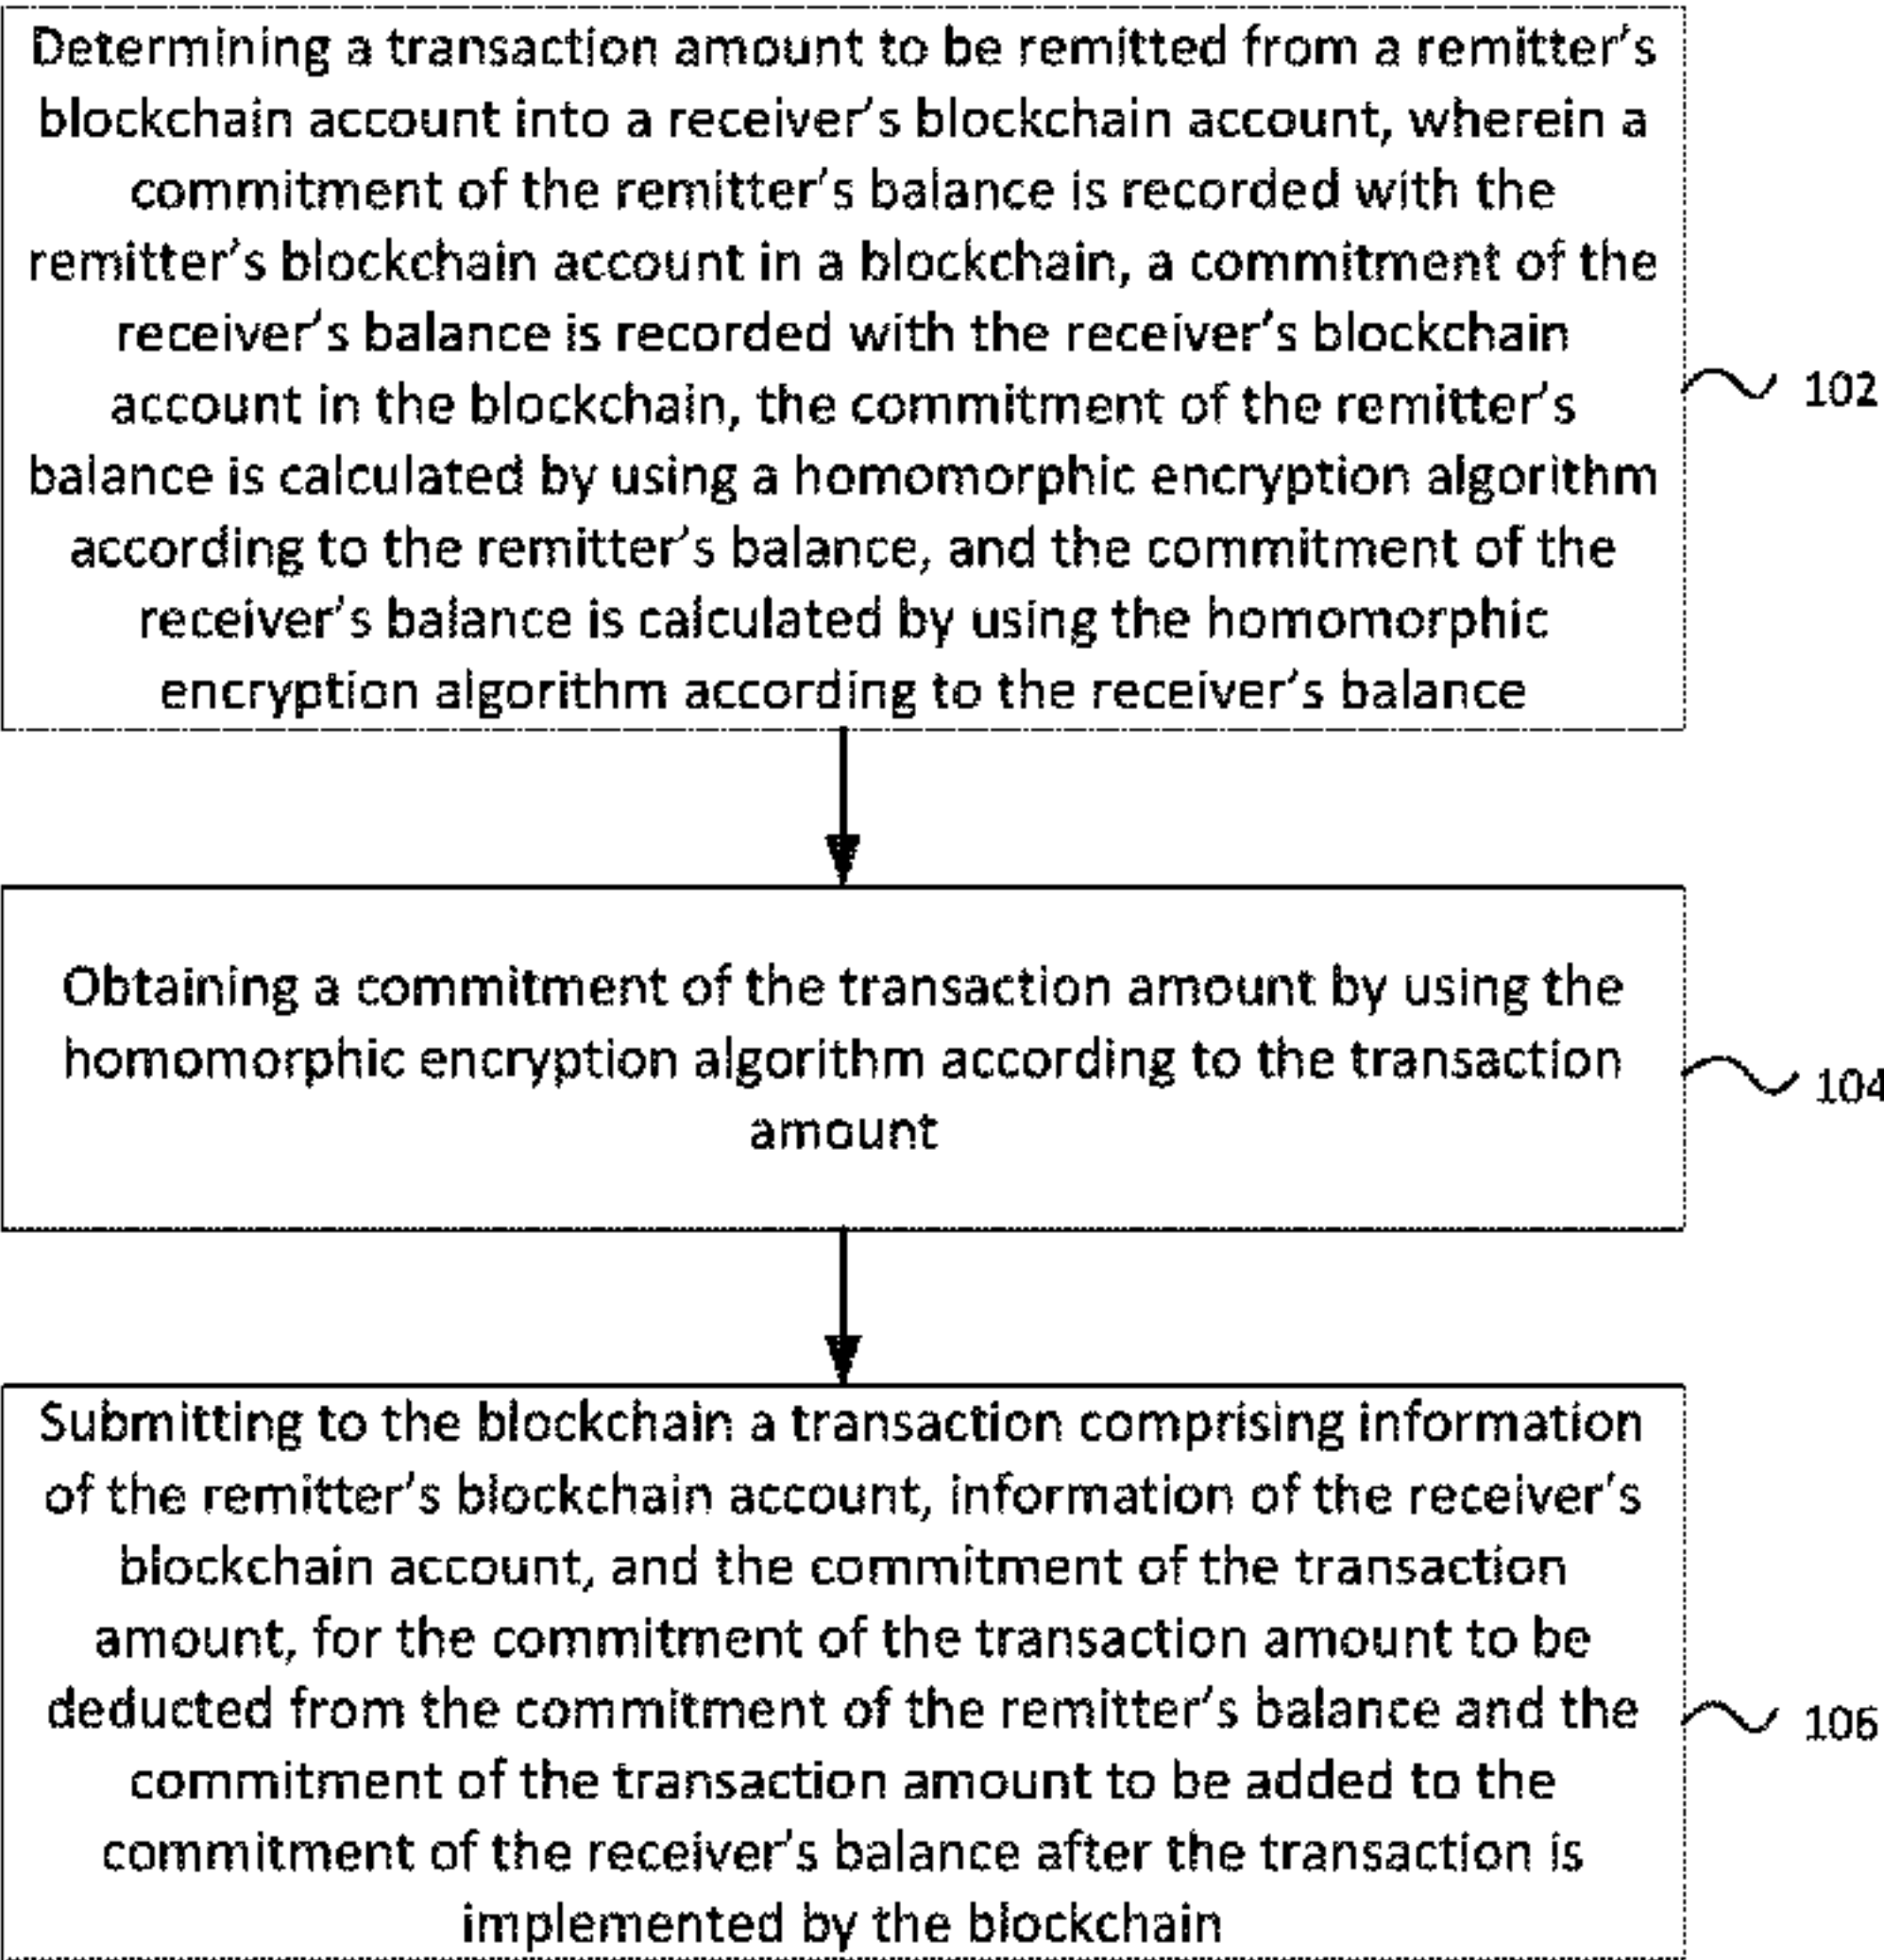 Determining a transaction amount to be remitted from a remitter's
blockchain account into a receiver's blockchain account, wherein a
commitment of the remitter's balance is recorded with the
remitter's blockchain account in a blockchain, a commitment of the
receiver's balance is recorded with the receiver's blockchain
account in the blockchain, the commitment of the remitter's
balance is calculated by using a homomorphic encryption algorithm
according to the remitter's balance, and the commitment of the
receiver's balance is calculated by using the homomorphic
encryption algorithm according to the receiver's balance
102
Obtaining a commitment of the transaction amount by using the
homomorphic encryption algorithm according to the transaction
amount
104
Submitting to the blockchain a transaction comprising information
of the remitter's blockchain account, information of the receiver's
blockchain account, and the commitment of the transaction
amount, for the commitment of the transaction amount to be
deducted from the commitment of the remitter's balance and the
commitment of the transaction amount to be added to the
commitment of the receiver's balance after the transaction is
implemented by the blockchain
106